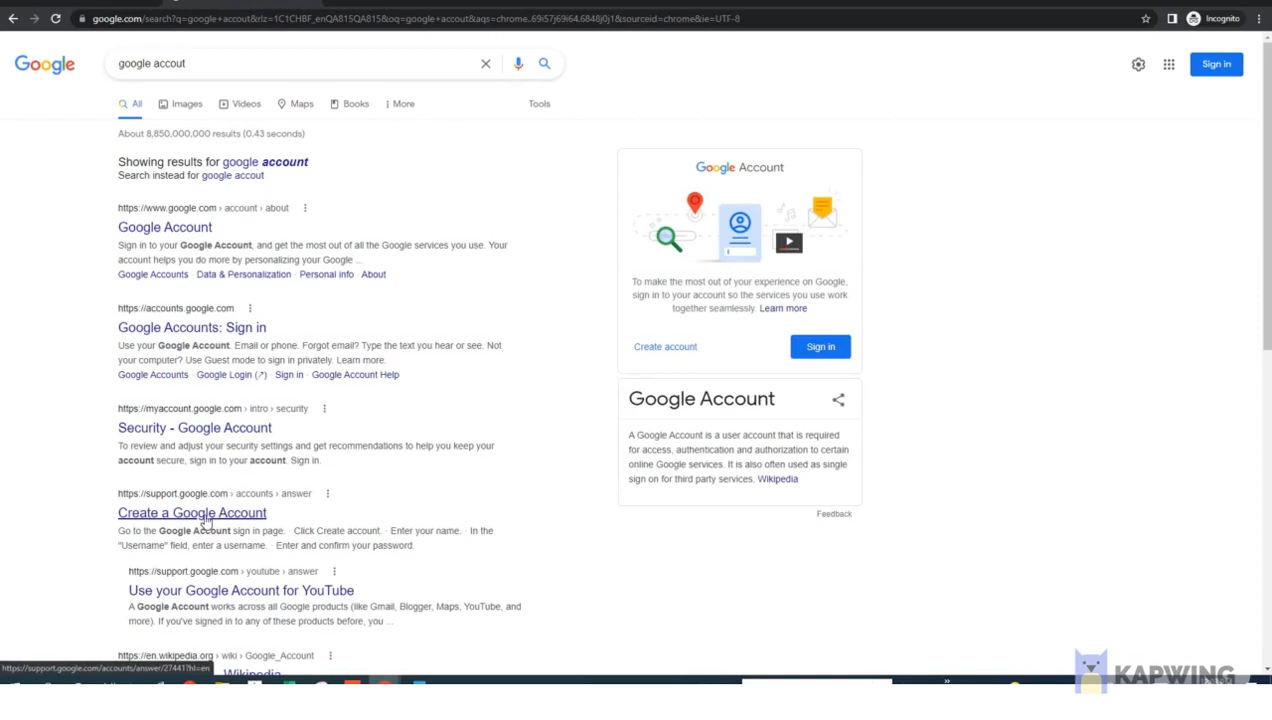 google.com/search?q=google+accout&rlz=1C1CHBF_enQA815QA815&oq=google+accout&aqs=chrome..69i57j69i64.6848j0j1&sourceid=chrome&ie=UTF-8
Incognito
Google
google accout
Sign in
All
Images
Videos
Maps
Books
More
Tools
About 8,850,000,000 results (0.43 seconds)
Showing results for google account
Search instead for google accout
https://www.google.com › account › about
Google Account
Sign in to your Google Account, and get the most out of all the Google services you use. Your
account helps you do more by personalizing your Google ...
Google Accounts · Data & Personalization · Personal info · About
https://accounts.google.com
Google Accounts: Sign in
Use your Google Account. Email or phone. Forgot email? Type the text you hear or see. Not
your computer? Use Guest mode to sign in privately. Learn more.
Google Accounts · Google Login (↗) · Sign in · Google Account Help
https://myaccount.google.com › intro › security
Security - Google Account
To review and adjust your security settings and get recommendations to help you keep your
account secure, sign in to your account. Sign in.
https://support.google.com › accounts › answer
Create a Google Account
Go to the Google Account sign in page. · Click Create account. · Enter your name. · In the
"Username" field, enter a username. · Enter and confirm your password.
https://support.google.com › youtube › answer
Use your Google Account for YouTube
A Google Account works across all Google products (like Gmail, Blogger, Maps, YouTube, and
more). If you've signed in to any of these products before, you ...
https://en.wikipedia.org › wiki › Google_Account
Wikipedia
https://support.google.com/accounts/answer/27441?hl=en
Google Account
To make the most out of your experience on Google,
sign in to your account so the services you use work
together seamlessly. Learn more
Create account
Sign in
Google Account
A Google Account is a user account that is required
for access, authentication and authorization to certain
online Google services. It is also often used as single
sign on for third party services. Wikipedia
Feedback
KAPWING